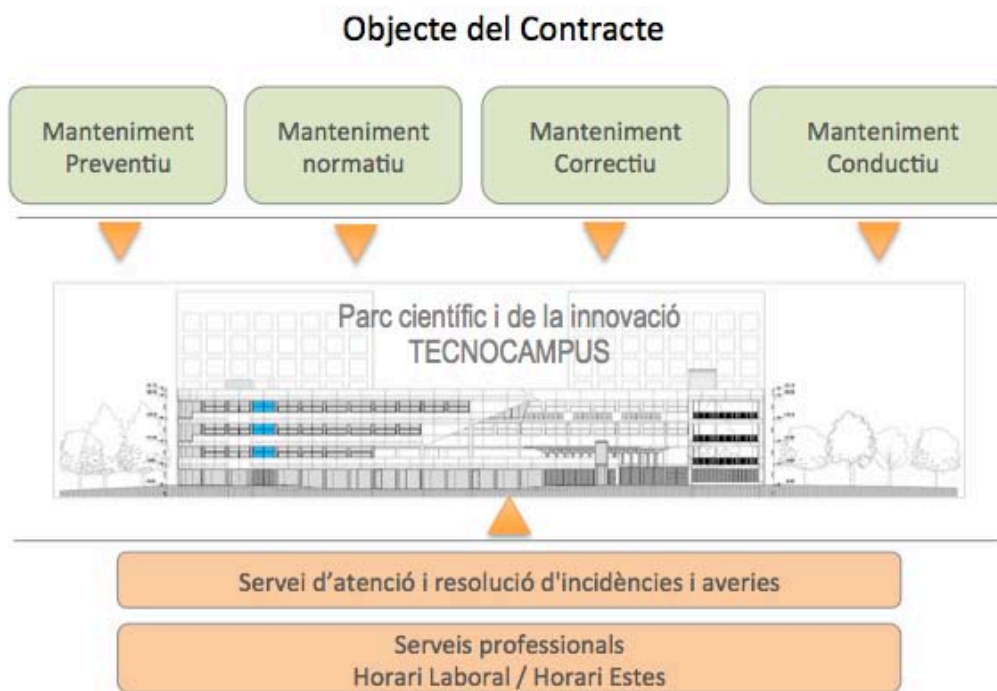 Objecte del Contracte
Manteniment
Preventiu
Manteniment
normatiu
Manteniment
Correctiu
Manteniment
Conductiu
Parc científic i de la innovació
TECNOCAMPUS
Servei d'atenció i resolució d'incidències i averies
Serveis professionals
Horari Laboral / Horari Estes